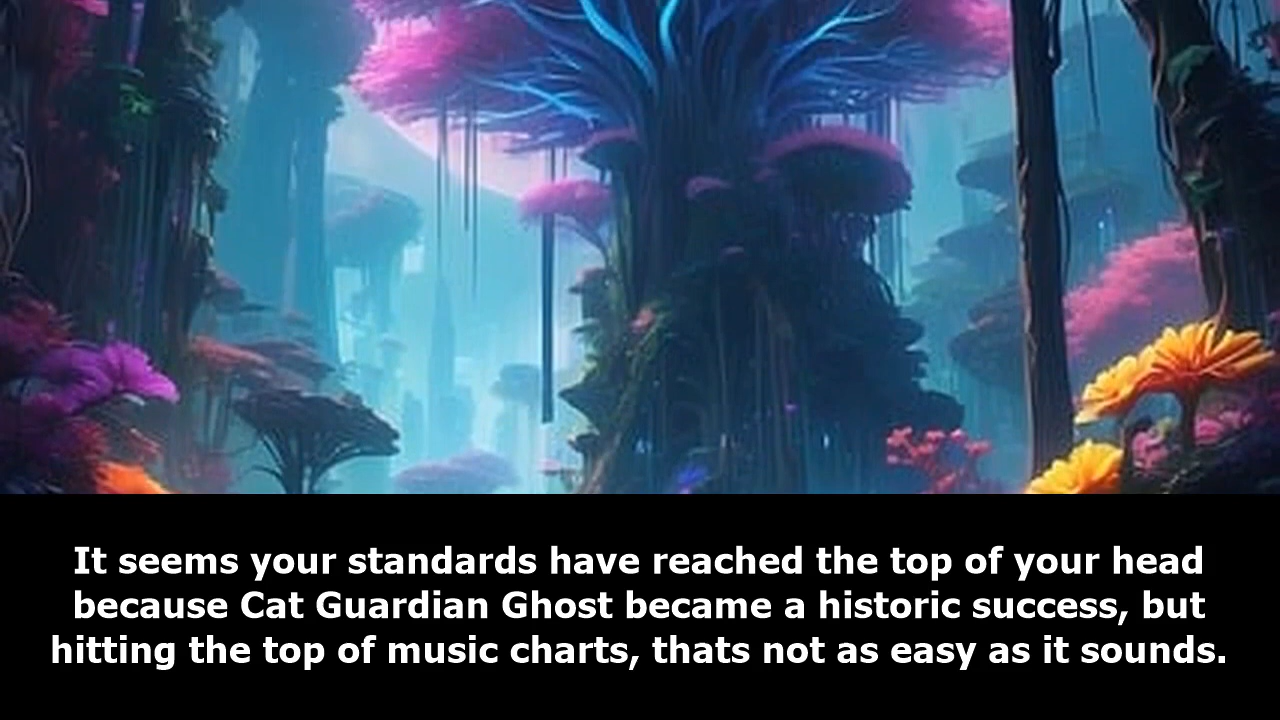 It seems your standards have reached the top of your head
because Cat Guardian Ghost became a historic success, but
hitting the top of music charts, thats not as easy as it sounds.